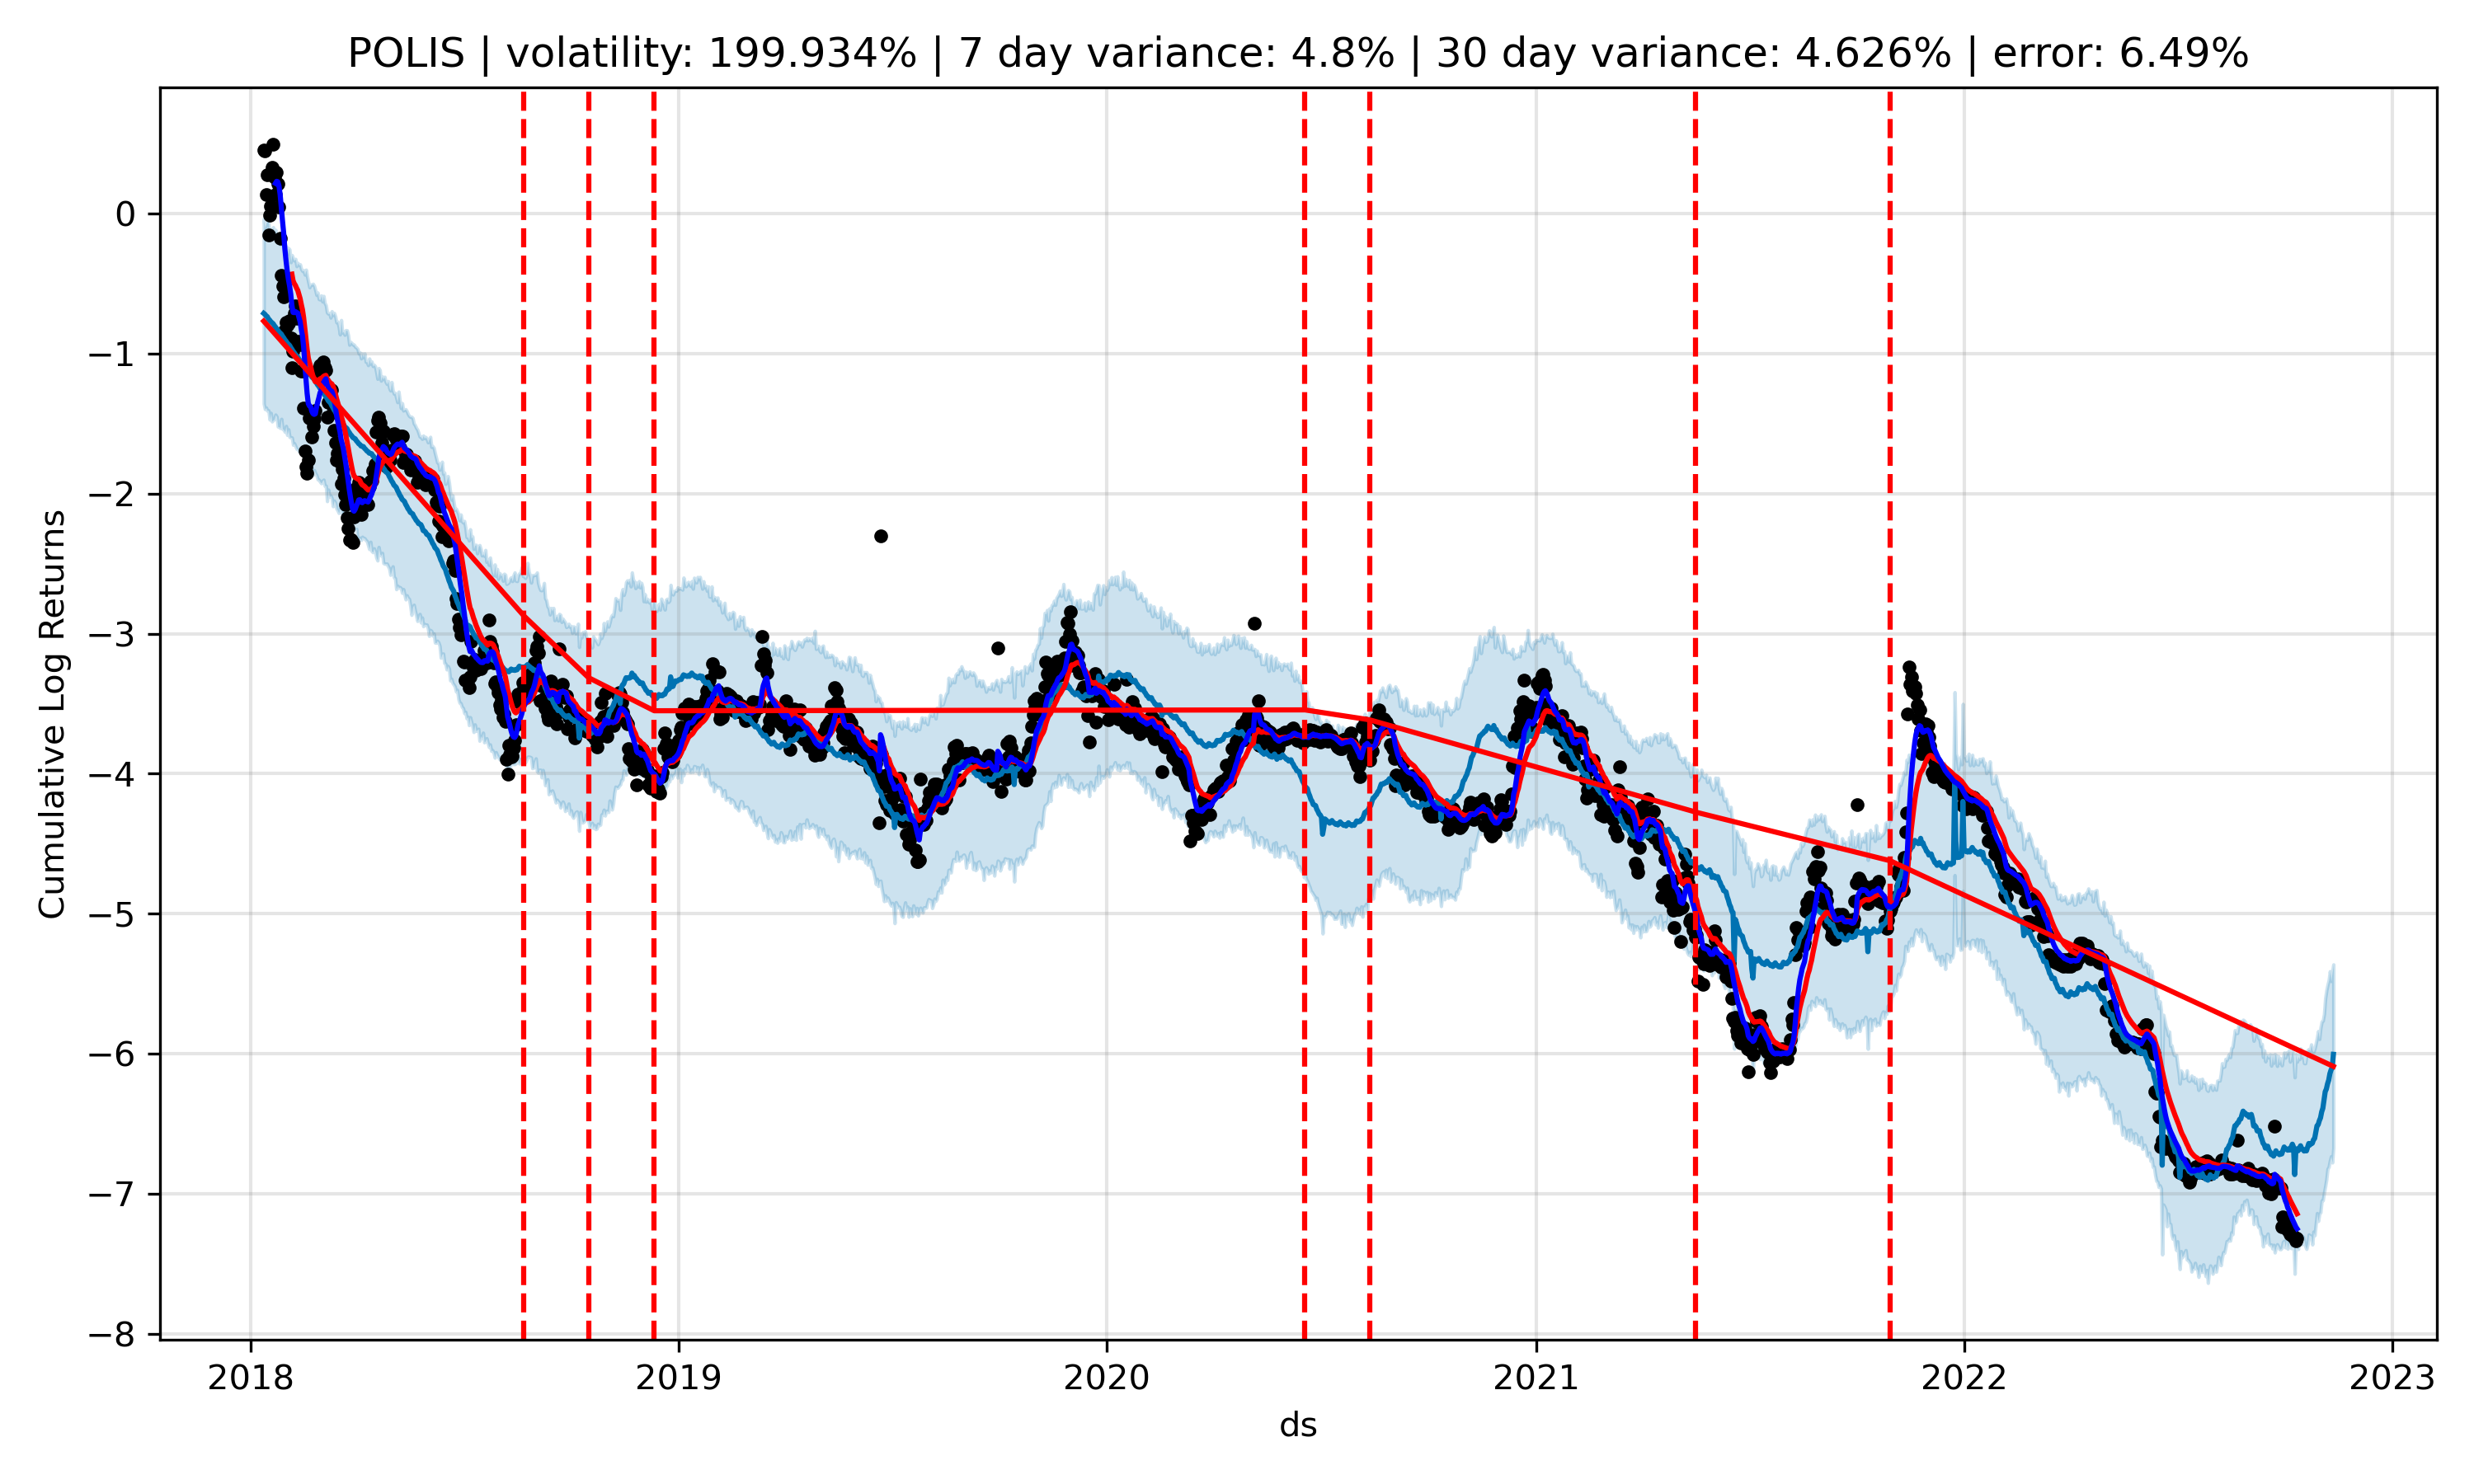 POLIS | volatility: 199.934% | 7 day variance: 4.8% | 30 day variance: 4.626% | error: 6.49%
Cumulative Log Returns
0
−1
−2
−3
−4
−5
−6
−7
−8
2018 2019 2020 2021 2022 2023
ds